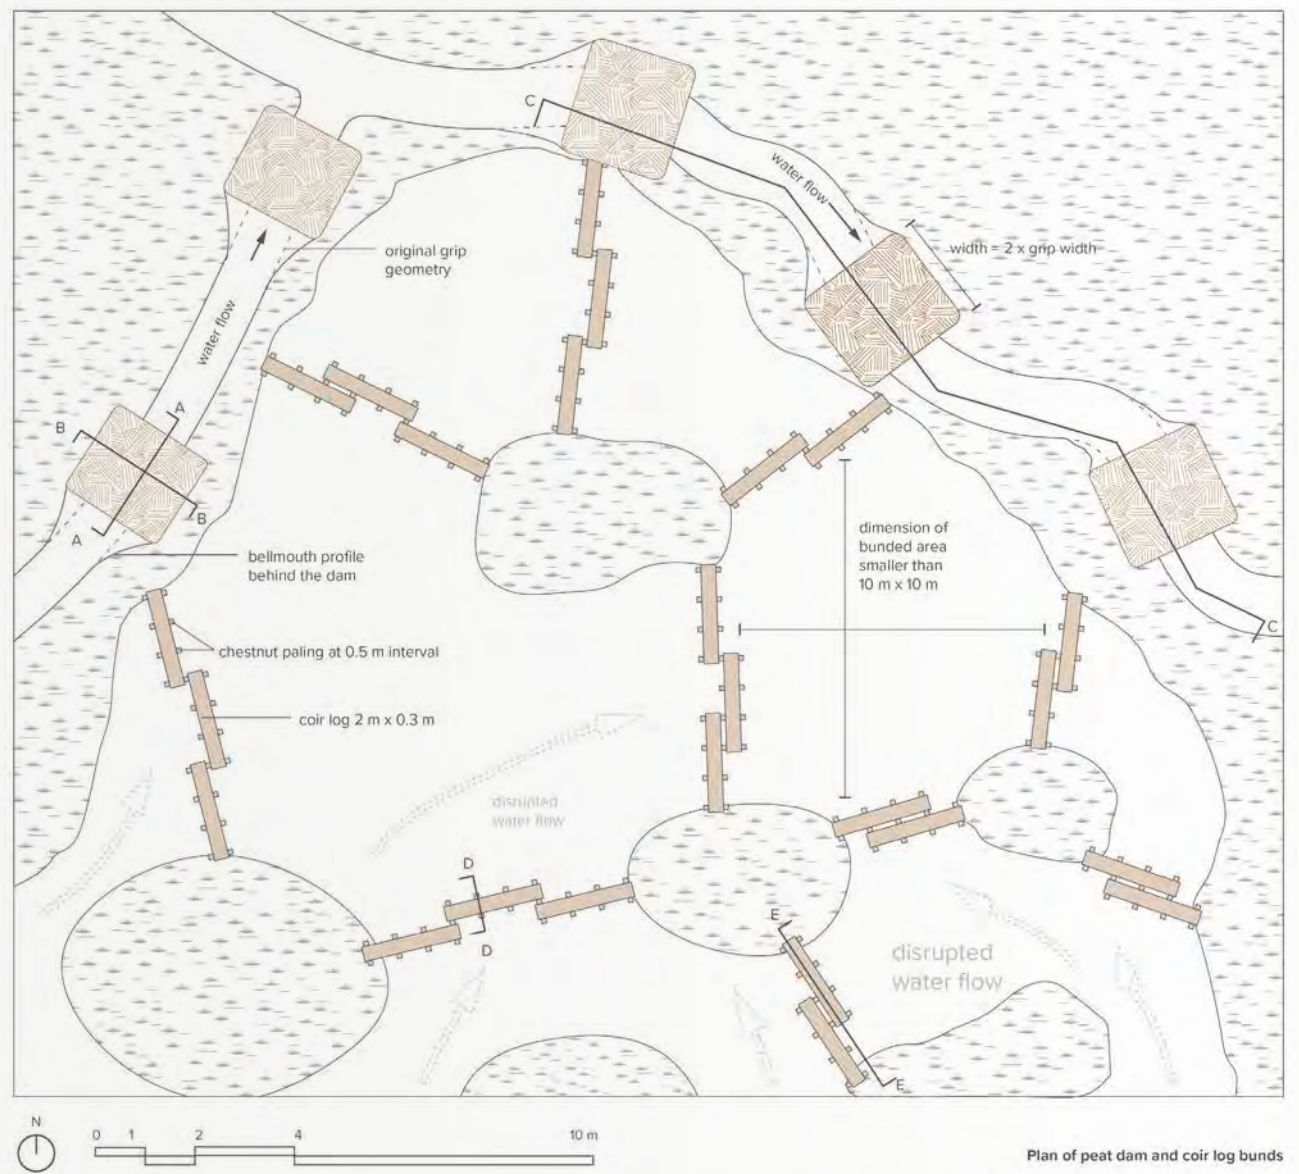 C
water flow
width = 2 x grip width
original grip
geometry
water flow
A
B
B
A
dimension of
bunded area
smaller than
10 m x 10 m
bellmouth profile
behind the dam
C
chestnut paling at 0.5 m interval
coir log 2 m x 0.3 m
disrupted
water flow
D
D
E
disrupted
water flow
E
N
0 1 2 4 10 m
Plan of peat dam and coir log bunds